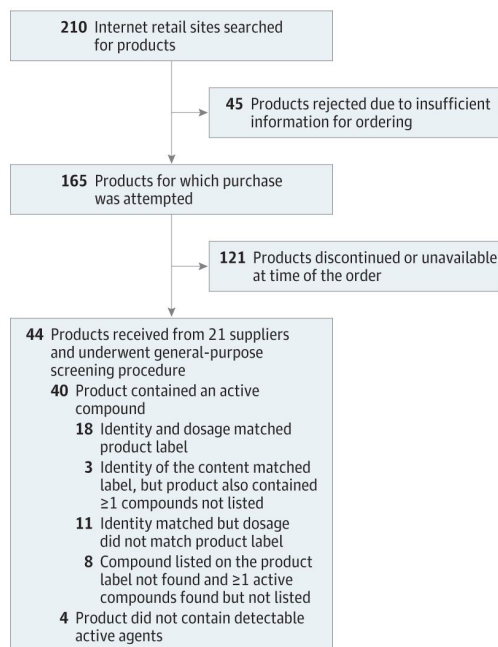 210 Internet retail sites searched
for products
45 Products rejected due to insufficient
information for ordering
165 Products for which purchase
was attempted
121 Products discontinued or unavailable
at time of the order
44 Products received from 21 suppliers
and underwent general-purpose
screening procedure
40 Product contained an active
compound
18 Identity and dosage matched
product label
3 Identity of the content matched
label, but product also contained
≥1 compounds not listed
11 Identity matched but dosage
did not match product label
8 Compound listed on the product
label not found and ≥1 active
compounds found but not listed
4 Product did not contain detectable
active agents